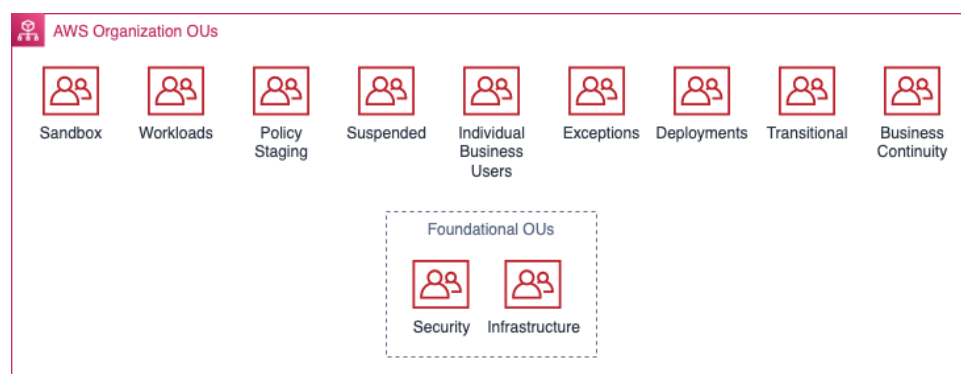 AWS Organization OUs
Sandbox
Workloads
Policy
Staging
Suspended
Individual
Business
Users
Exceptions
Deployments
Transitional
Business
Continuity
Foundational OUs
Security
Infrastructure